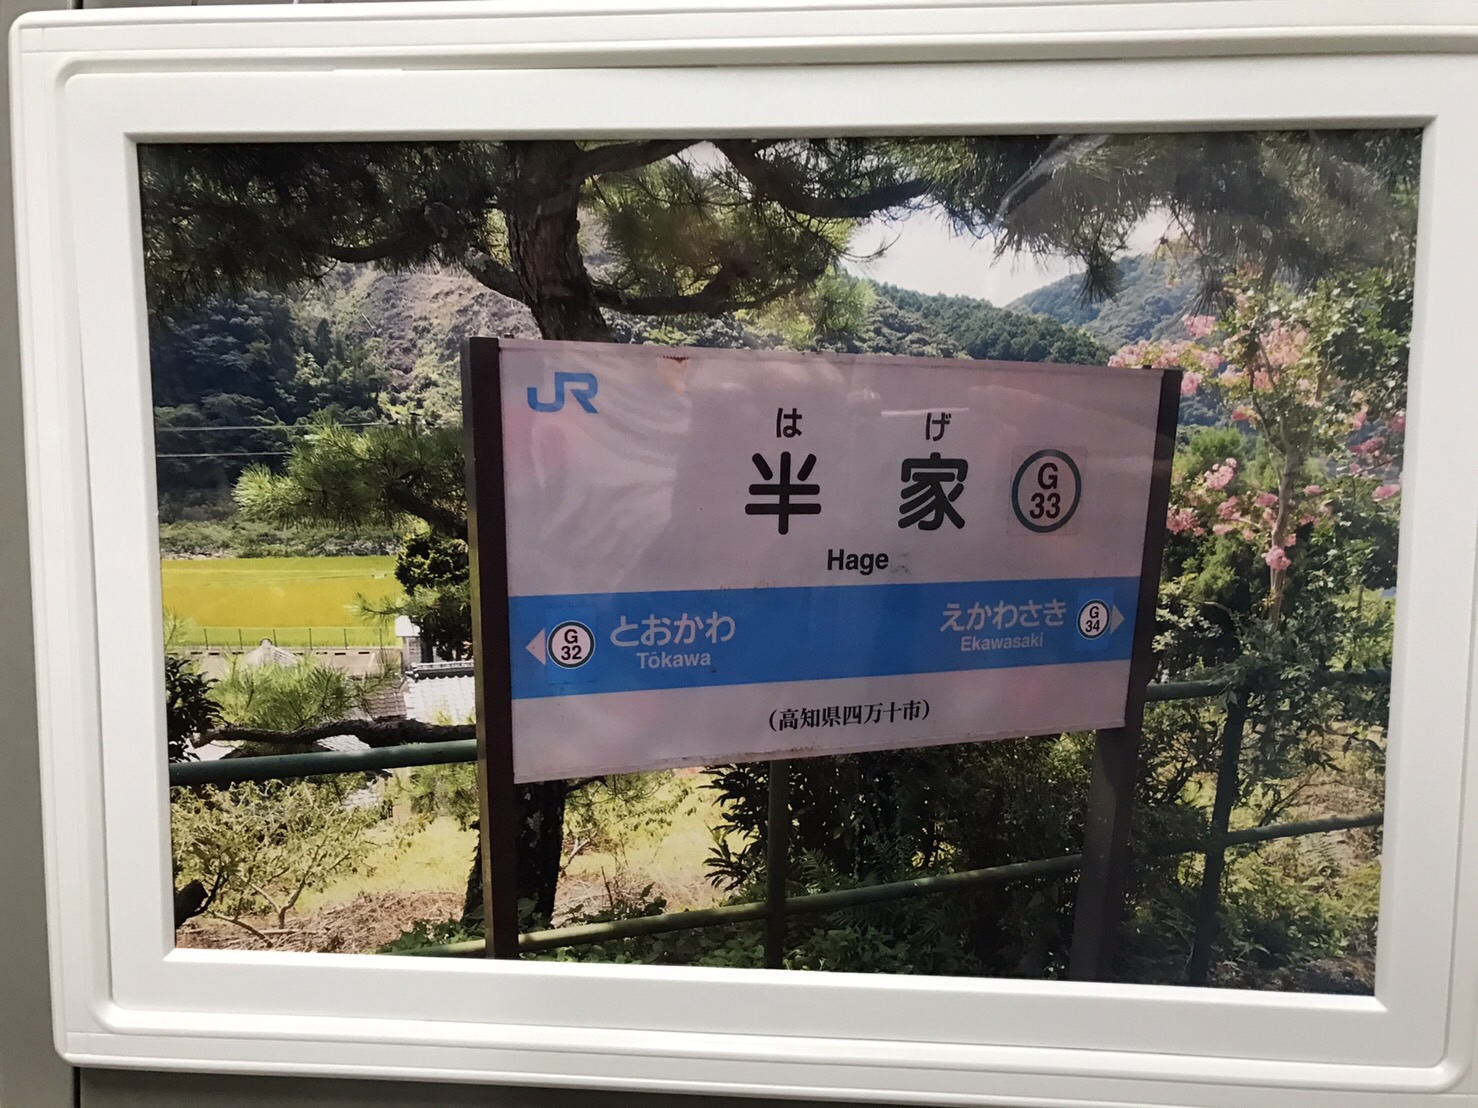 JR
はげ
半家 G 33
Hage
G 32 とおかわ えかわさき G 34
Tōkawa Ekawasaki
(高知県四万十市)